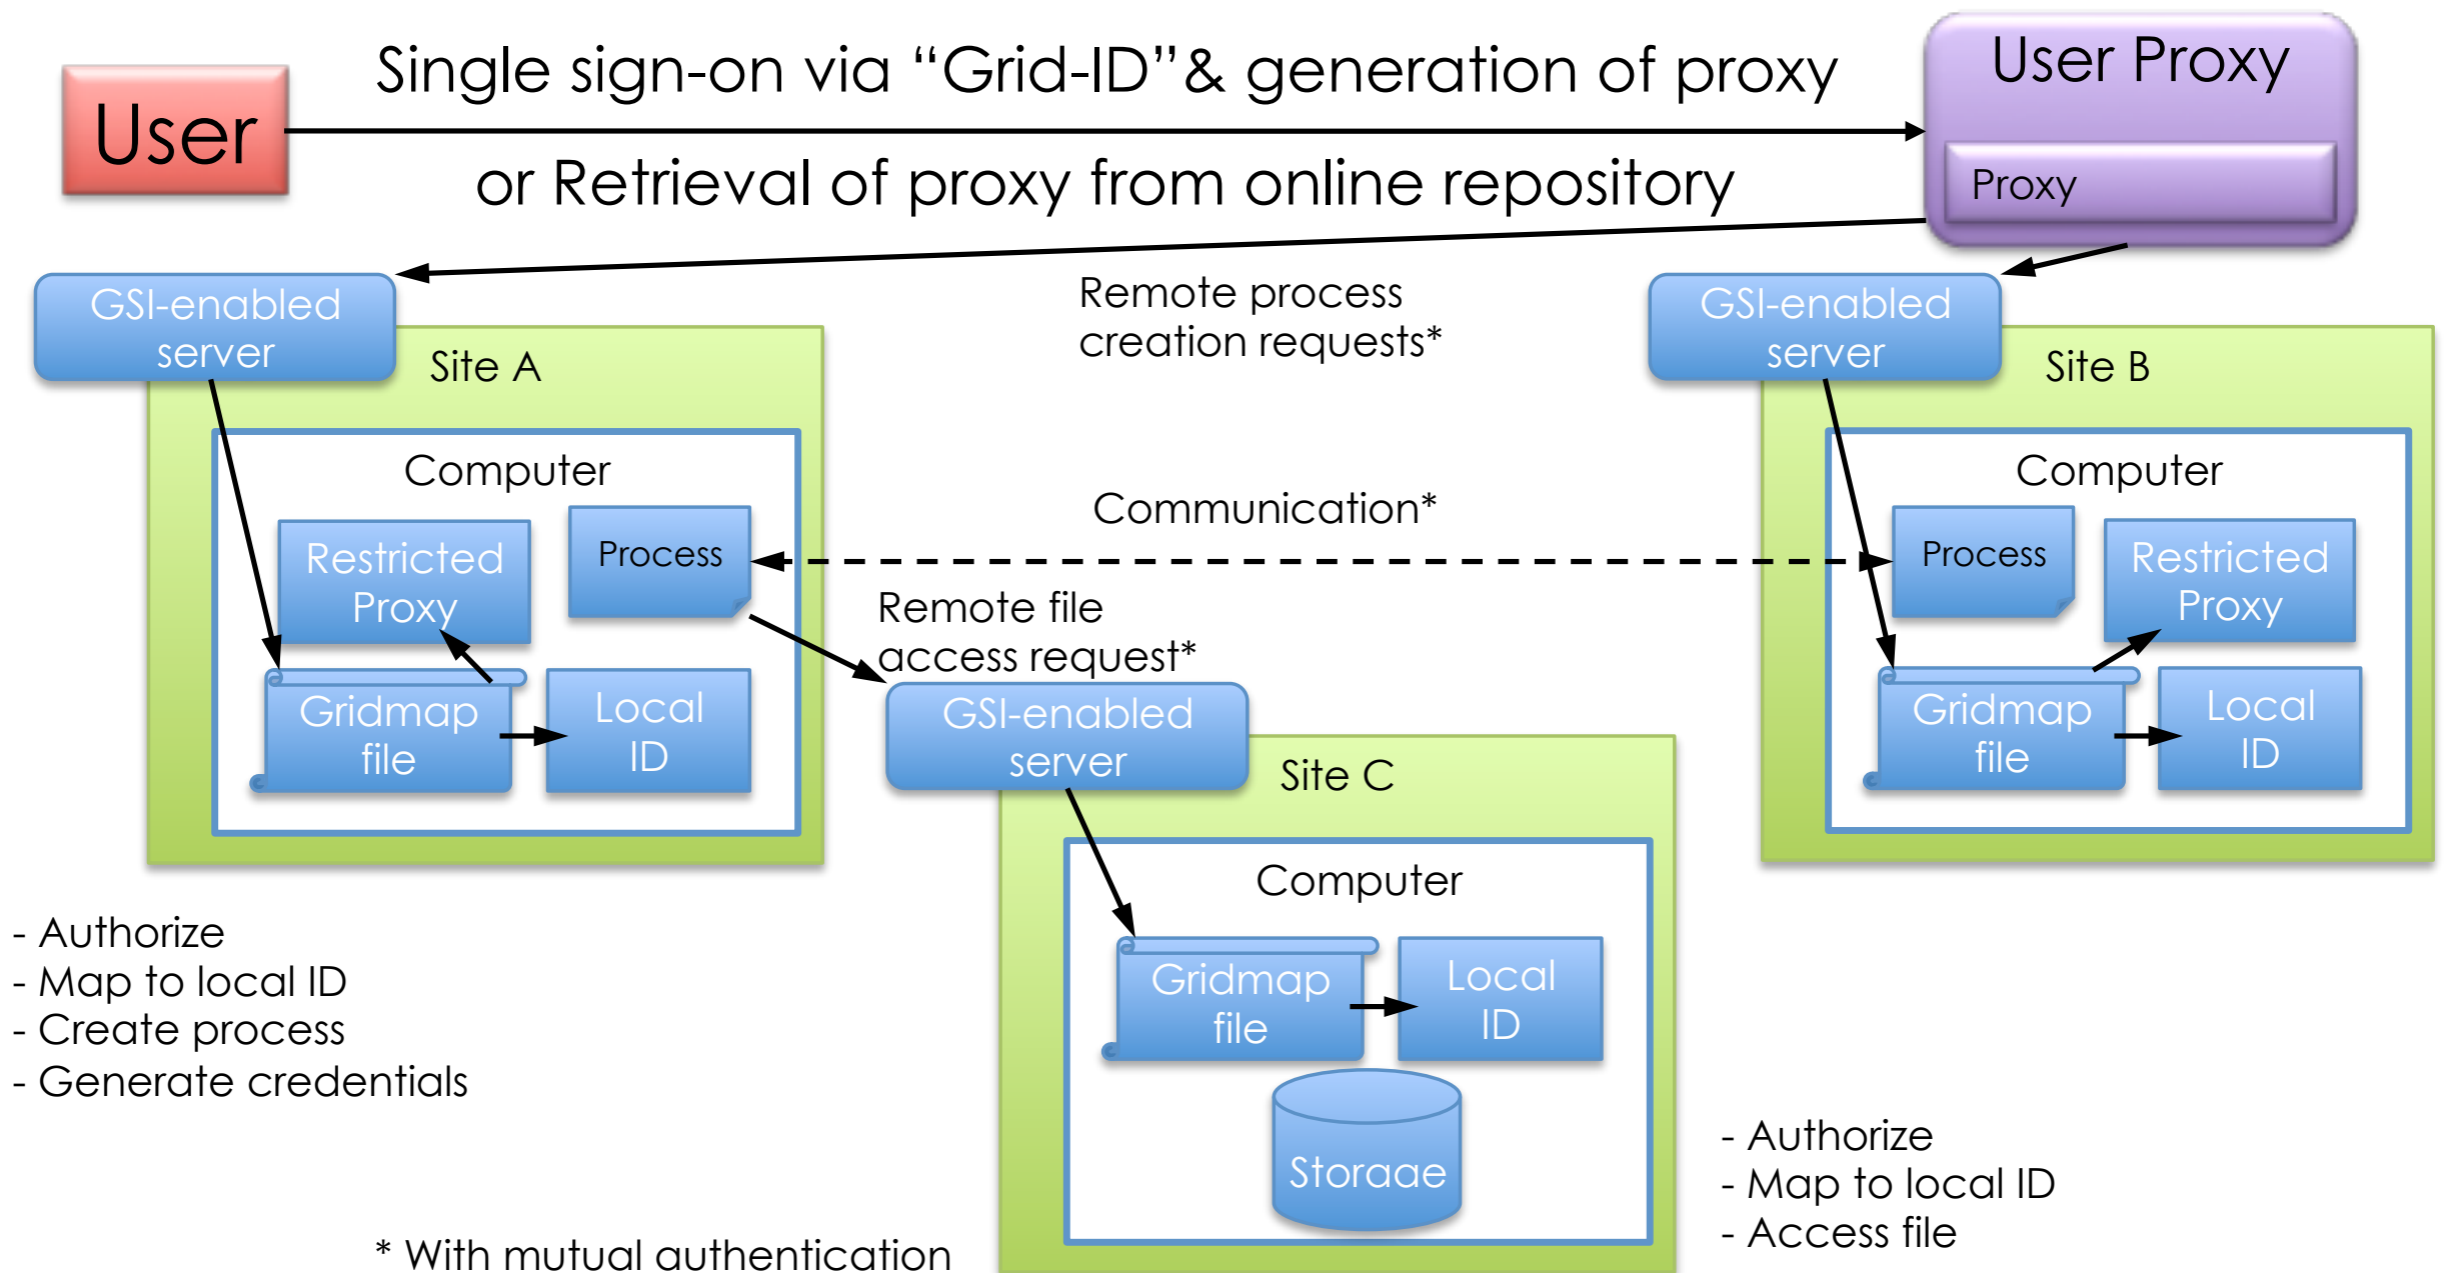 Single sign-on via “Grid-ID”& generation of proxy
User
or Retrieval of proxy from online repository
User Proxy
Proxy
GSI-enabled
server
Site A
Remote process
creation requests*
GSI-enabled
server
Site B
Computer
Restricted
Proxy
Process
Gridmap
file
Local
ID
Communication*
Remote file
access request*
Computer
Process
Restricted
Proxy
Gridmap
file
Local
ID
GSI-enabled
server
Site C
Computer
Gridmap
file
Local
ID
Storage
- Authorize
- Map to local ID
- Create process
- Generate credentials
- Authorize
- Map to local ID
- Access file
* With mutual authentication